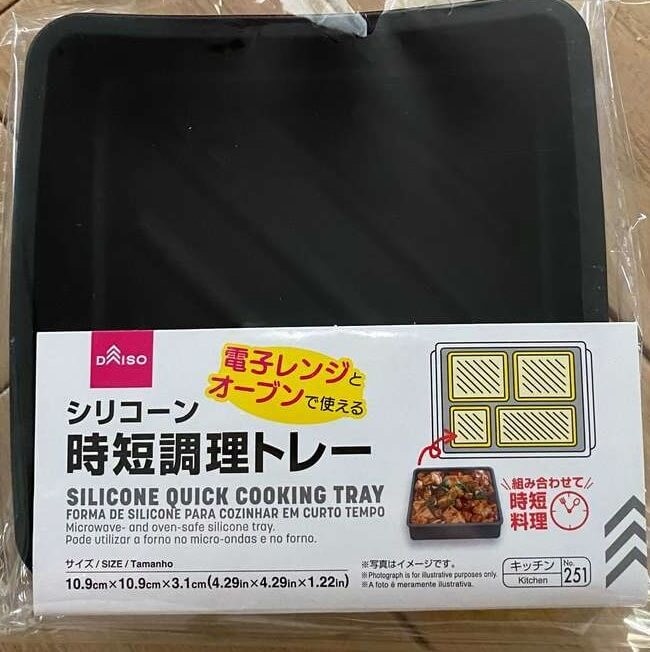 DAISO
電子レンジと
オーブンで使える
シリコーン
時短調理トレー
SILICONE QUICK COOKING TRAY
FORMA DE SILICONE PARA COZINHAR EM CURTO TEMPO
Microwave- and oven-safe silicone tray.
Pode utilizar a forno no micro-ondas e no forno.
サイズ / SIZE / Tamanho
10.9cm×10.9cm×3.1cm(4.29in×4.29in×1.22in)
組み合わせて
時短
料理
※写真はイメージです。
※Photograph is for illustrative purposes only.
※A foto é meramente illustrativa.
キッチン
Kitchen
No.
251